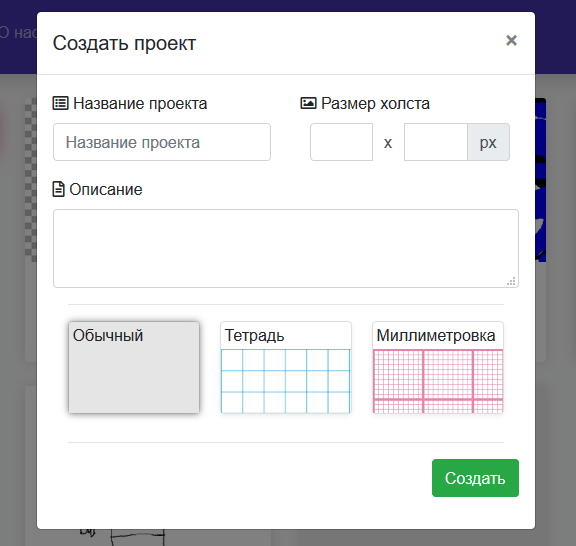 О нас
Создать проект
×
Название проекта
Размер холста
Название проекта
x
px
Описание
Обычный
Тетрадь
Миллиметровка
Создать